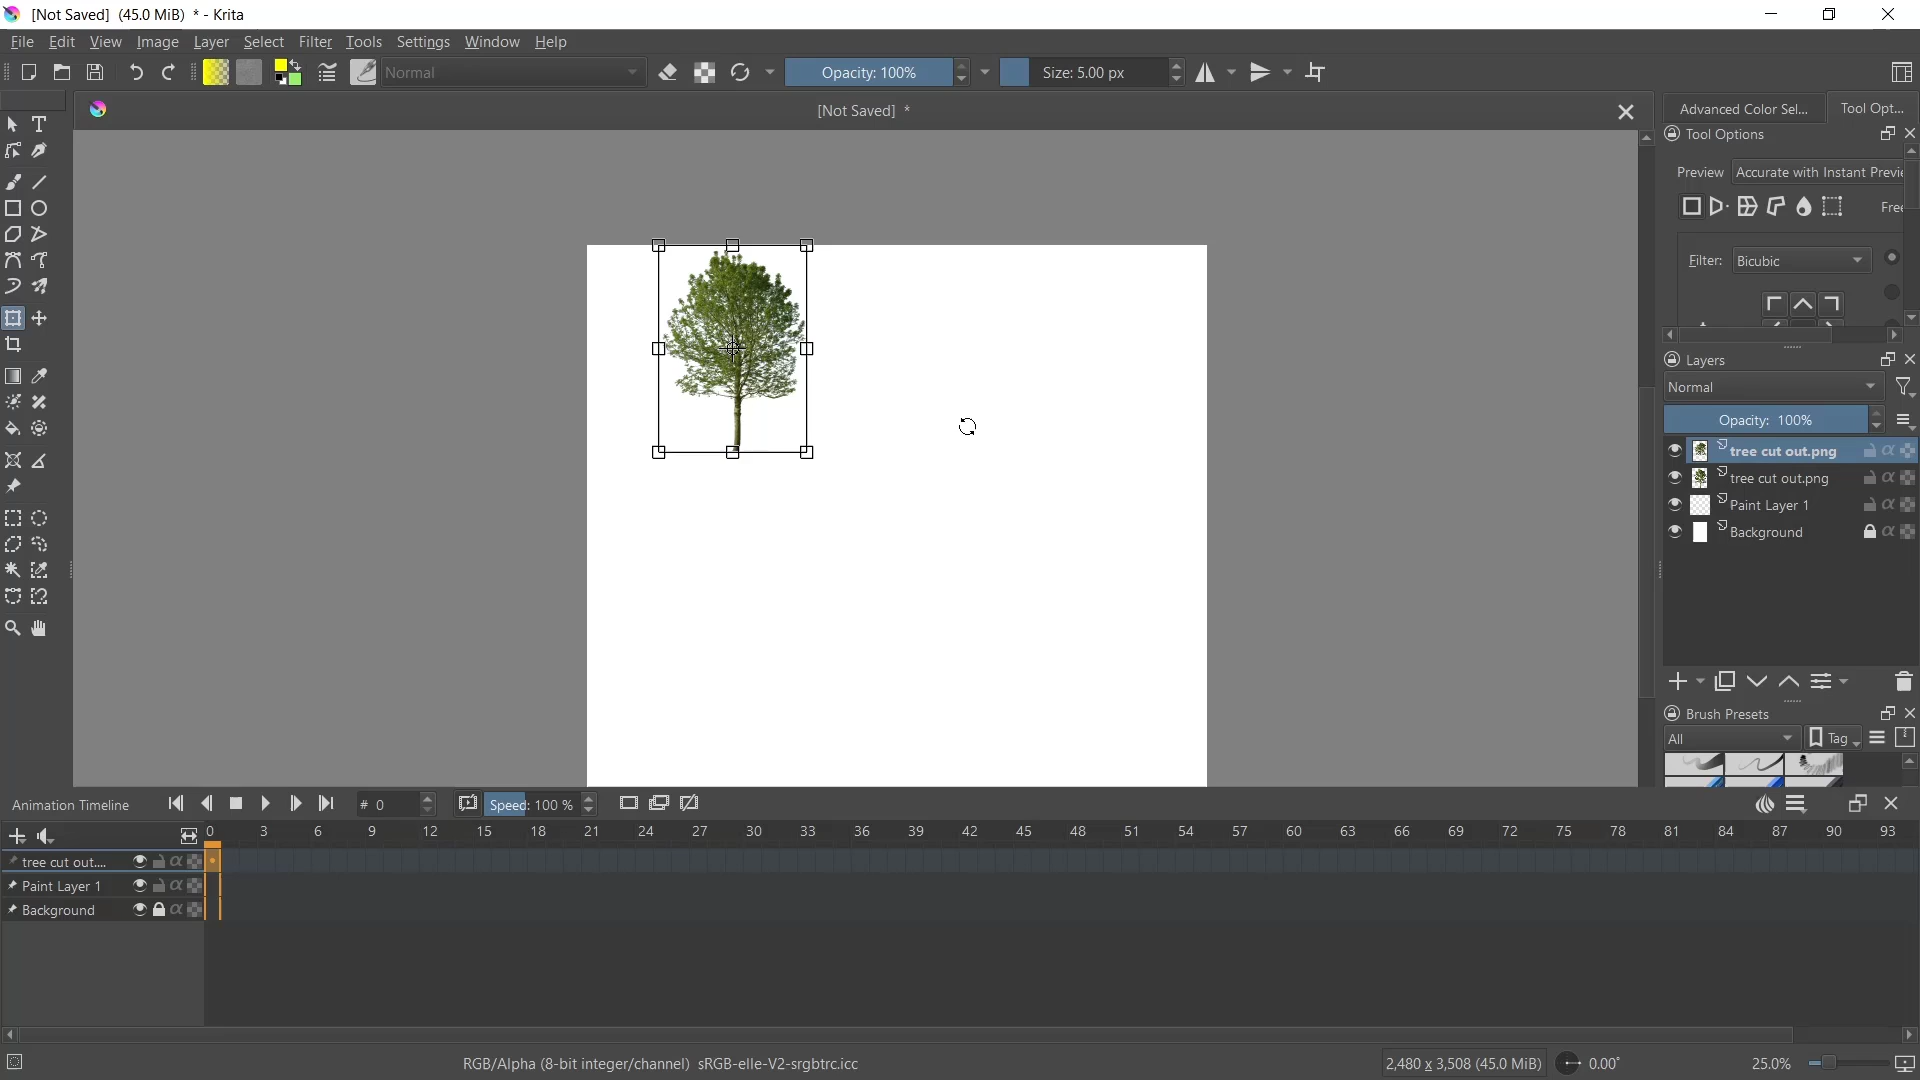 [Not Saved]  (45.0 MiB)  * - Krita
File Edit View Image Layer Select Filter Tools Settings Window Help
Normal Opacity: 100% Size: 5.00 px
[Not Saved]  *
Advanced Color Sel... Tool Opt...
Tool Options
Preview Accurate with Instant Previe
Free
Filter: Bicubic
Layers
Normal
Opacity:  100%
tree cut out.png
tree cut out.png
Paint Layer 1
Background
Brush Presets
All Tag
Animation Timeline # 0 Speed: 100 %
0 3 6 9 12 15 18 21 24 27 30 33 36 39 42 45 48 51 54 57 60 63 66 69 72 75 78 81 84 87 90 93
tree cut out....
Paint Layer 1
Background
RGB/Alpha (8-bit integer/channel)  sRGB-elle-V2-srgbtrc.icc 2,480 x 3,508 (45.0 MiB) 0.00° 25.0%